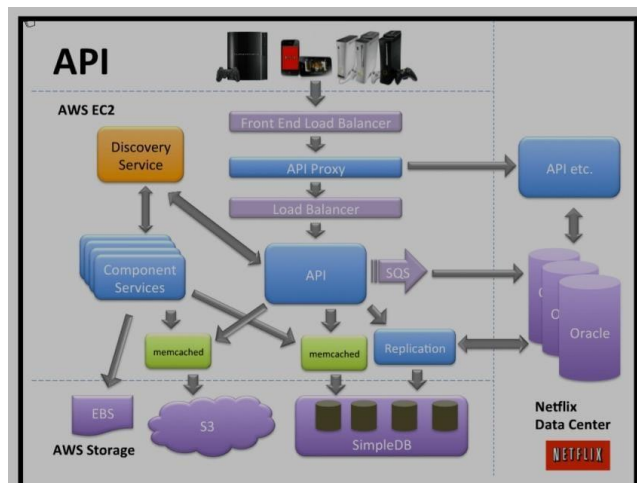 API
AWS EC2
Front End Load Balancer
Discovery
Service
API Proxy
API etc.
Load Balancer
Component
Services
API
SQS
Oracle
memcached
memcached
Replication
EBS
S3
SimpleDB
AWS Storage
Netflix
Data Center
NETFLIX